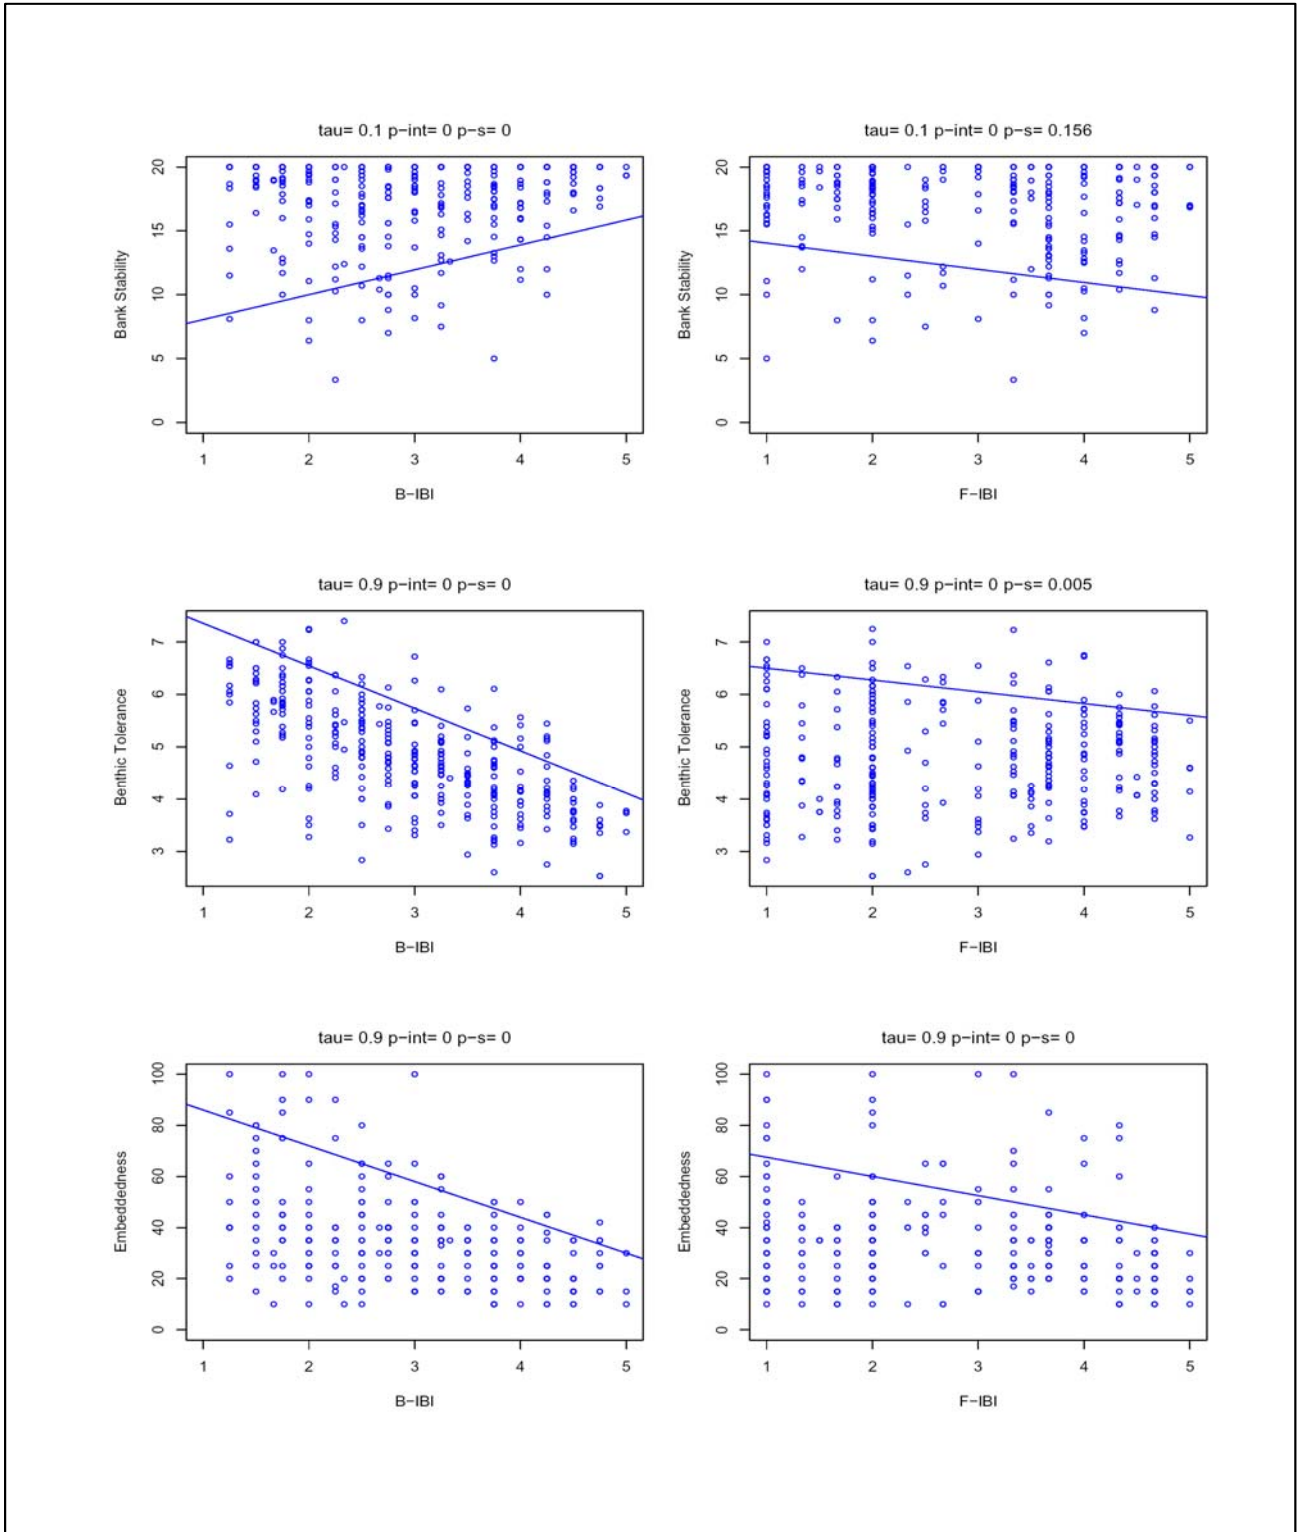 tau= 0.1 p−int= 0 p−s= 0
Bank Stability
20
15
10
5
0
1 2 3 4 5
B−IBI
tau= 0.1 p−int= 0 p−s= 0.156
Bank Stability
20
15
10
5
0
1 2 3 4 5
F−IBI
tau= 0.9 p−int= 0 p−s= 0
Benthic Tolerance
7
6
5
4
3
1 2 3 4 5
B−IBI
tau= 0.9 p−int= 0 p−s= 0.005
Benthic Tolerance
7
6
5
4
3
1 2 3 4 5
F−IBI
tau= 0.9 p−int= 0 p−s= 0
Embeddedness
100
80
60
40
20
0
1 2 3 4 5
B−IBI
tau= 0.9 p−int= 0 p−s= 0
Embeddedness
100
80
60
40
20
0
1 2 3 4 5
F−IBI